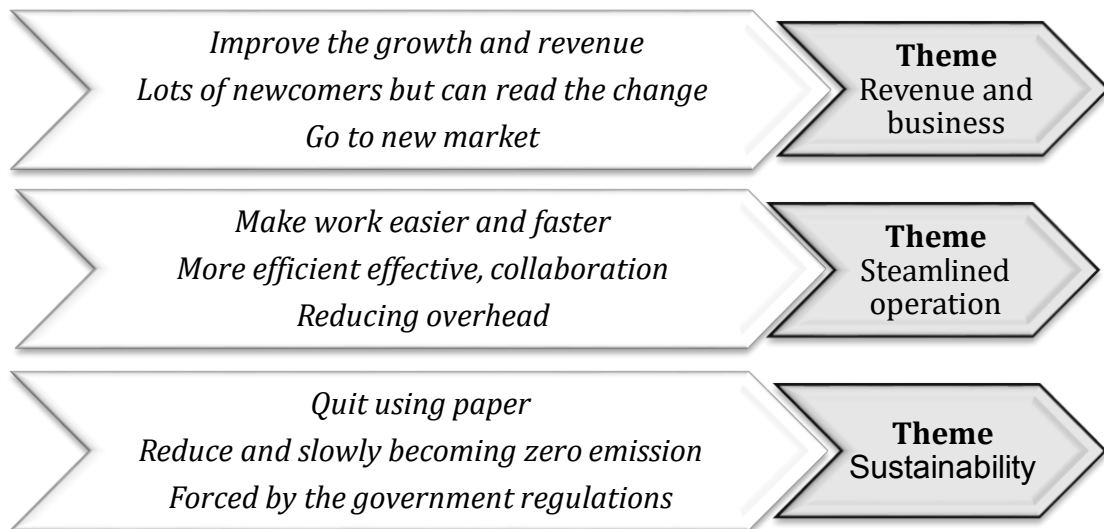 Improve the growth and revenue
Lots of newcomers but can read the change
Go to new market
Theme
Revenue and
business
Make work easier and faster
More efficient effective, collaboration
Reducing overhead
Theme
Steamlined
operation
Quit using paper
Reduce and slowly becoming zero emission
Forced by the government regulations
Theme
Sustainability